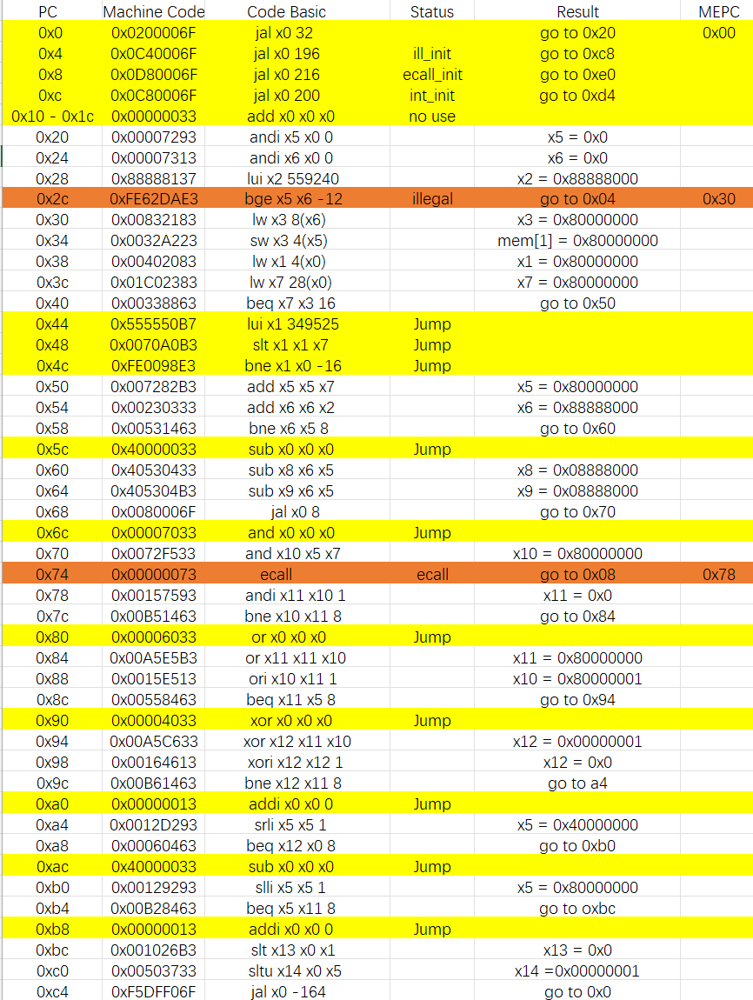 PC Machine Code Code Basic Status Result MEPC
0x0 0x0200006F jal x0 32 go to 0x20 0x00
0x4 0x0C40006F jal x0 196 ill_init go to 0xc8
0x8 0x0D80006F jal x0 216 ecall_init go to 0xe0
0xc 0x0C80006F jal x0 200 int_init go to 0xd4
0x10 - 0x1c 0x00000033 add x0 x0 x0 no use
0x20 0x00007293 andi x5 x0 0 x5 = 0x0
0x24 0x00007313 andi x6 x0 0 x6 = 0x0
0x28 0x88888137 lui x2 559240 x2 = 0x88888000
0x2c 0xFE62DAE3 bge x5 x6 -12 illegal go to 0x04 0x30
0x30 0x00832183 lw x3 8(x6) x3 = 0x80000000
0x34 0x0032A223 sw x3 4(x5) mem[1] = 0x80000000
0x38 0x00402083 lw x1 4(x0) x1 = 0x80000000
0x3c 0x01C02383 lw x7 28(x0) x7 = 0x80000000
0x40 0x00338863 beq x7 x3 16 go to 0x50
0x44 0x555550B7 lui x1 349525 Jump
0x48 0x0070A0B3 slt x1 x1 x7 Jump
0x4c 0xFE0098E3 bne x1 x0 -16 Jump
0x50 0x007282B3 add x5 x5 x7 x5 = 0x80000000
0x54 0x00230333 add x6 x6 x2 x6 = 0x88888000
0x58 0x00531463 bne x6 x5 8 go to 0x60
0x5c 0x40000033 sub x0 x0 x0 Jump
0x60 0x40530433 sub x8 x6 x5 x8 = 0x08888000
0x64 0x405304B3 sub x9 x6 x5 x9 = 0x08888000
0x68 0x0080006F jal x0 8 go to 0x70
0x6c 0x00007033 and x0 x0 x0 Jump
0x70 0x0072F533 and x10 x5 x7 x10 = 0x80000000
0x74 0x00000073 ecall ecall go to 0x08 0x78
0x78 0x00157593 andi x11 x10 1 x11 = 0x0
0x7c 0x00B51463 bne x10 x11 8 go to 0x84
0x80 0x00006033 or x0 x0 x0 Jump
0x84 0x00A5E5B3 or x11 x11 x10 x11 = 0x80000000
0x88 0x0015E513 ori x10 x11 1 x10 = 0x80000001
0x8c 0x00558463 beq x11 x5 8 go to 0x94
0x90 0x00004033 xor x0 x0 x0 Jump
0x94 0x00A5C633 xor x12 x11 x10 x12 = 0x00000001
0x98 0x00164613 xori x12 x12 1 x12 = 0x0
0x9c 0x00B61463 bne x12 x11 8 go to a4
0xa0 0x00000013 addi x0 x0 0 Jump
0xa4 0x0012D293 srli x5 x5 1 x5 = 0x40000000
0xa8 0x00060463 beq x12 x0 8 go to 0xb0
0xac 0x40000033 sub x0 x0 x0 Jump
0xb0 0x00129293 slli x5 x5 1 x5 = 0x80000000
0xb4 0x00B28463 beq x5 x11 8 go to oxbc
0xb8 0x00000013 addi x0 x0 0 Jump
0xbc 0x001026B3 slt x13 x0 x1 x13 = 0x0
0xc0 0x00503733 sltu x14 x0 x5 x14 =0x00000001
0xc4 0xF5DFF06F jal x0 -164 go to 0x0